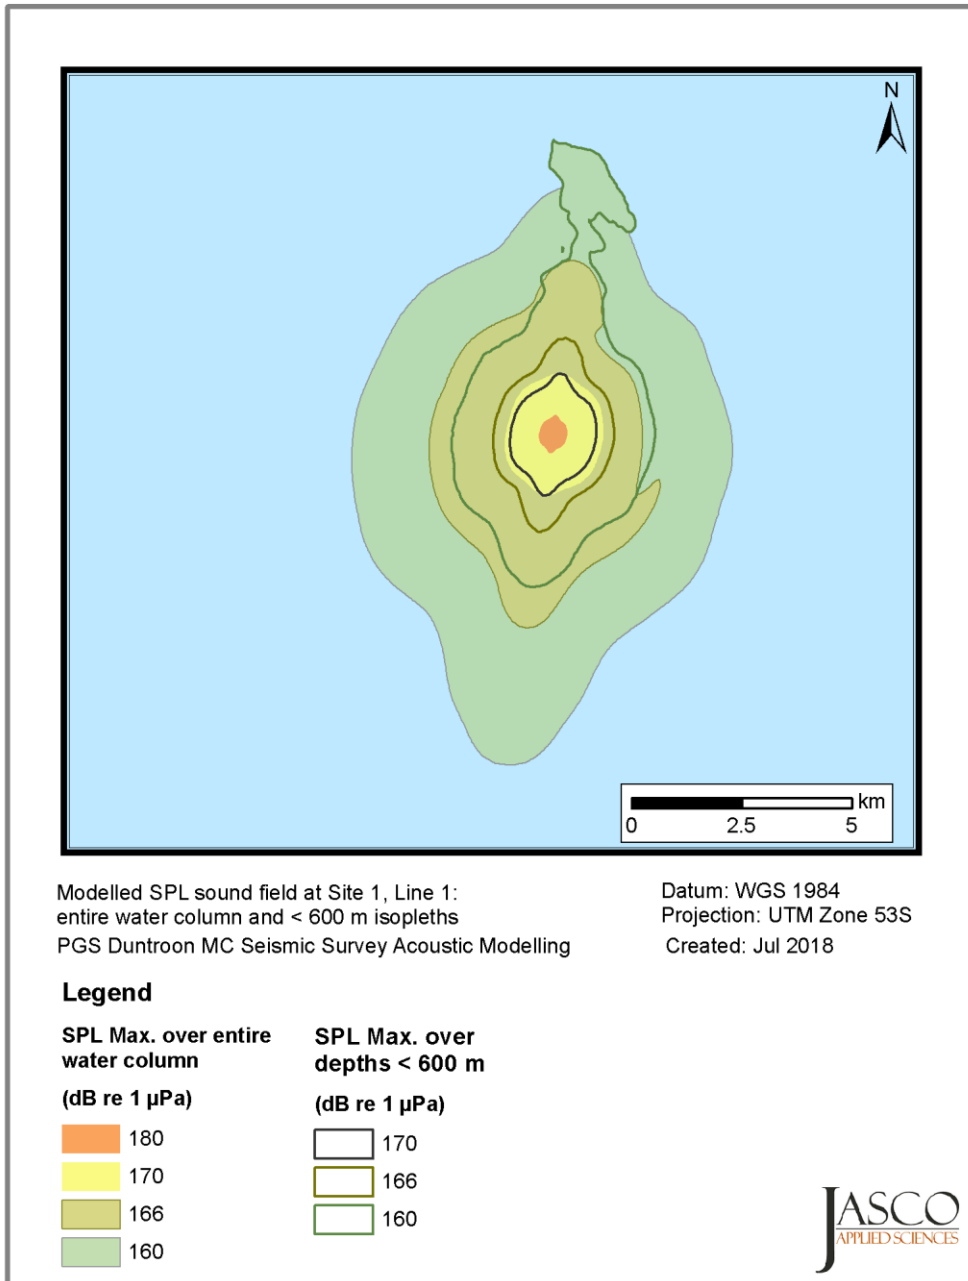 N
km
0 2.5 5
Modelled SPL sound field at Site 1, Line 1:
entire water column and < 600 m isopleths
PGS Duntroon MC Seismic Survey Acoustic Modelling
Datum: WGS 1984
Projection: UTM Zone 53S
Created: Jul 2018
Legend
SPL Max. over entire
water column
(dB re 1 µPa)
180
170
166
160
SPL Max. over
depths < 600 m
(dB re 1 µPa)
170
166
160
JASCO
APPLIED SCIENCES